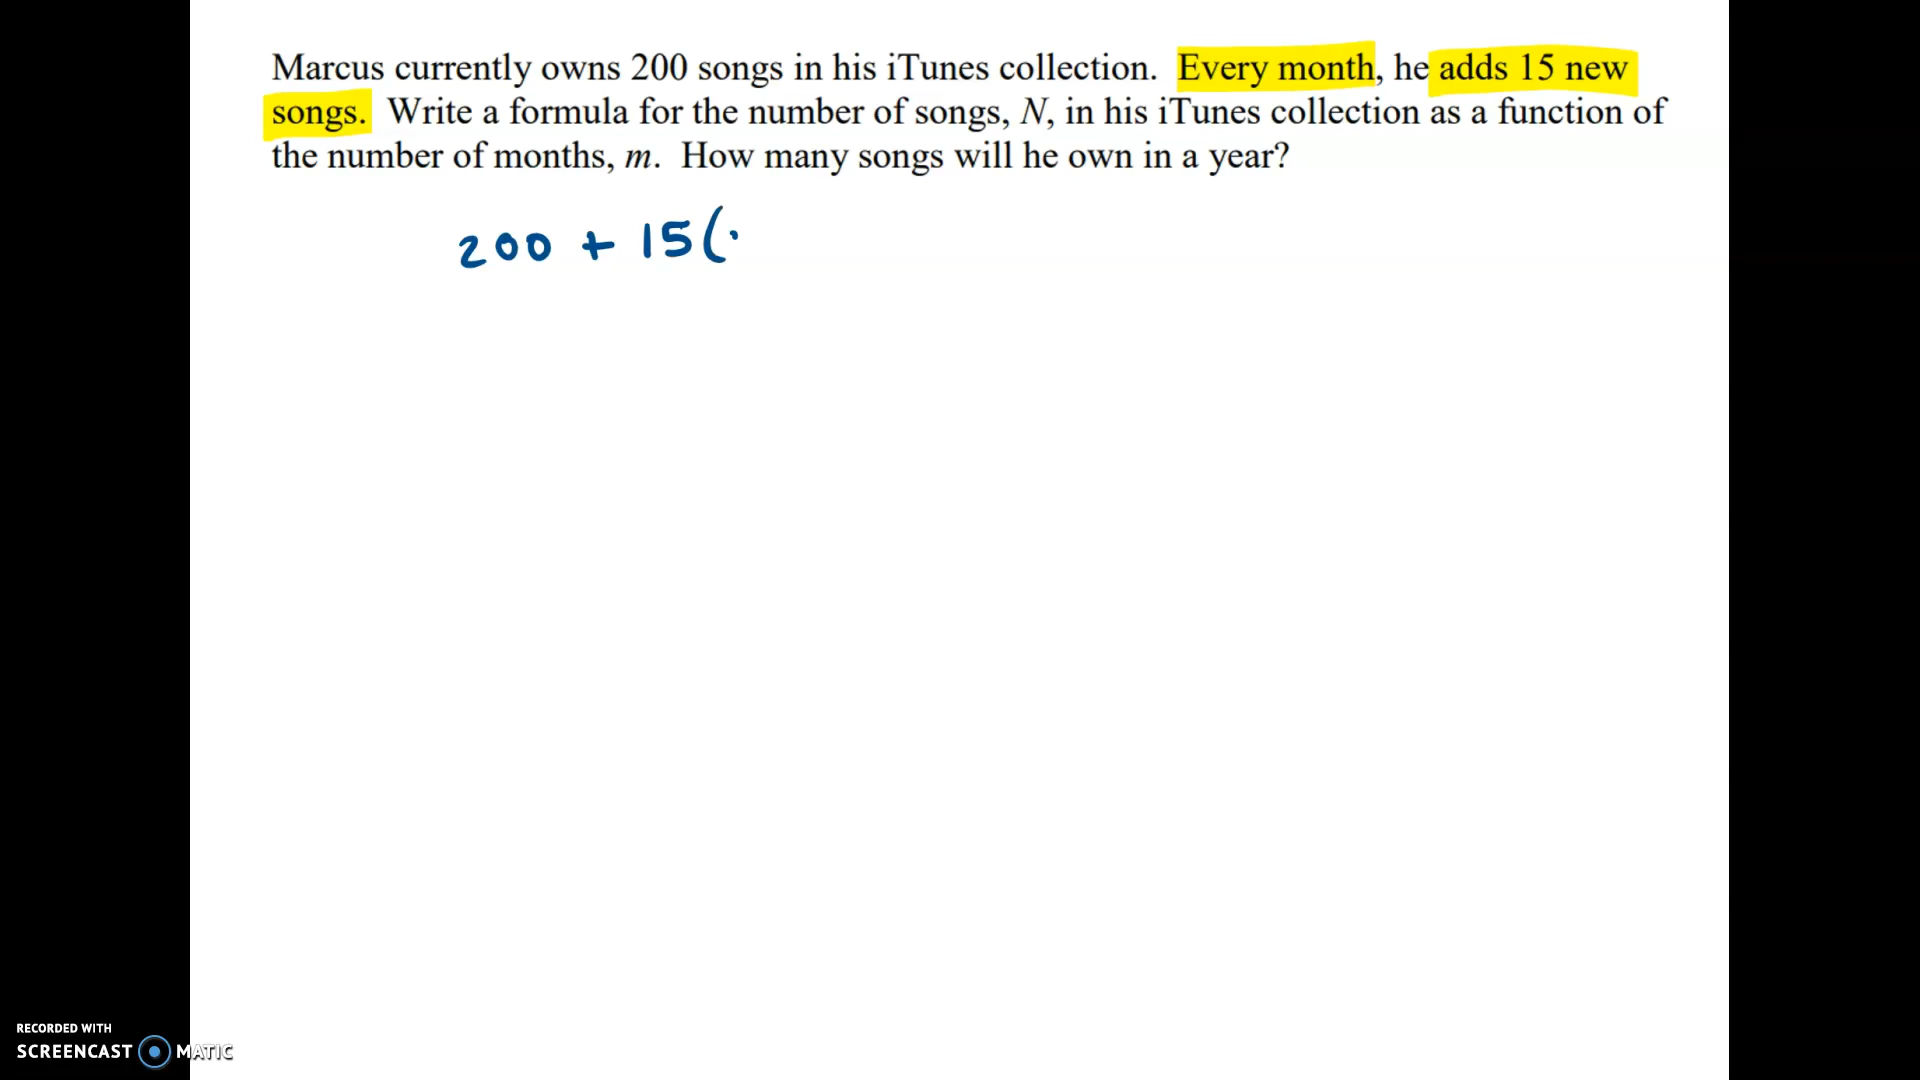 Marcus currently owns 200 songs in his iTunes collection. Every month, he adds 15 new
songs. Write a formula for the number of songs, N, in his iTunes collection as a function of
the number of months, m. How many songs will he own in a year?
200 + 15(
RECORDED WITH
SCREENCAST MATIC